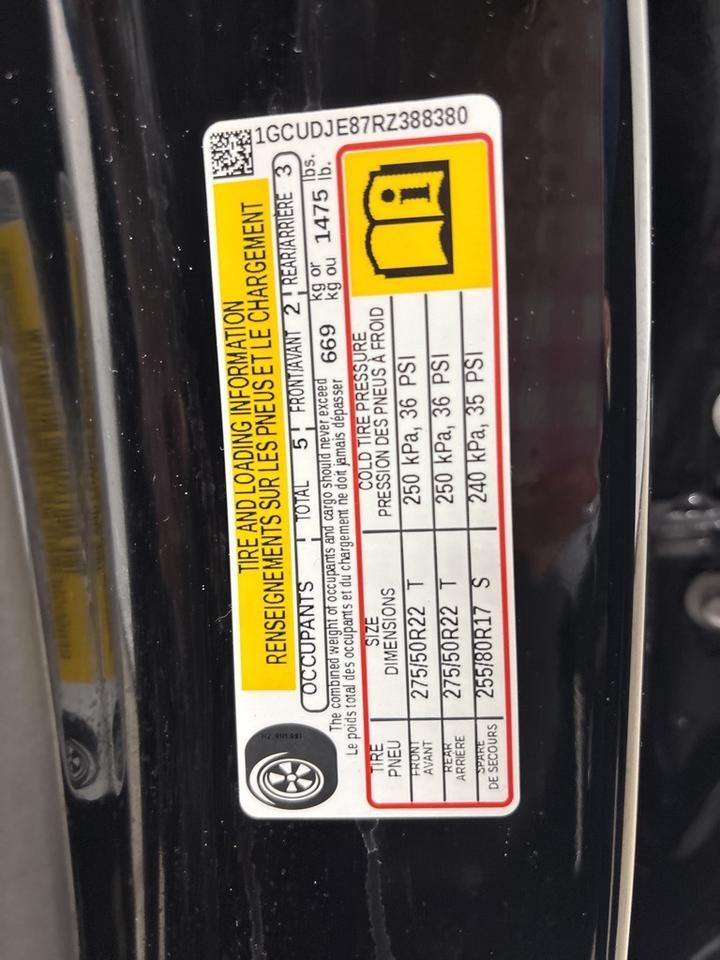 1GCUDJE87RZ388380
TIRE AND LOADING INFORMATION
RENSEIGNEMENTS SUR LES PNEUS ET LE CHARGEMENT
OCCUPANTS TOTAL 5 FRONT/AVANT 2 REAR/ARRIÈRE 3
The combined weight of occupants and cargo should never exceed 669 kg or 1475 lbs.
Le poids total des occupants et du chargement ne doit jamais dépasser kg ou lb.
TIRE SIZE COLD TIRE PRESSURE
PNEU DIMENSIONS PRESSION DES PNEUS À FROID
FRONT
AVANT 275/50R22 T 250 kPa, 36 PSI
REAR
ARRIÈRE 275/50R22 T 250 kPa, 36 PSI
SPARE
DE SECOURS 255/80R17 S 240 kPa, 35 PSI